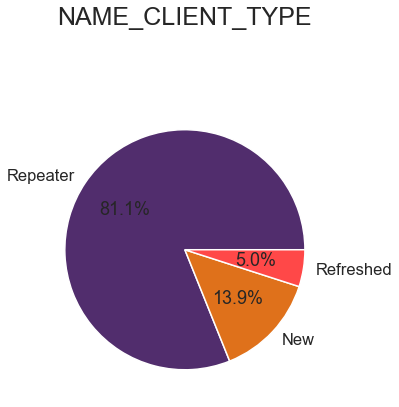 NAME_CLIENT_TYPE
Repeater
81.1%
5.0%
Refreshed
13.9%
New